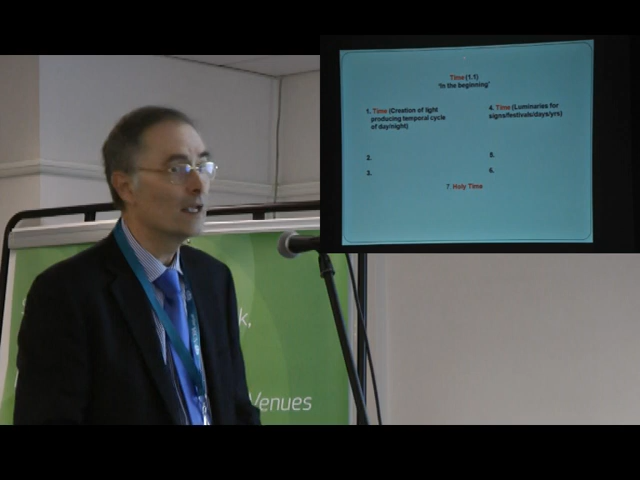 Time (1.1)
'In the beginning'
1. Time (Creation of light
producing temporal cycle
of day/night)
4. Time (Luminaries for
signs/festivals/days/yrs)
2.
5.
3.
6.
7. Holy Time
Venues